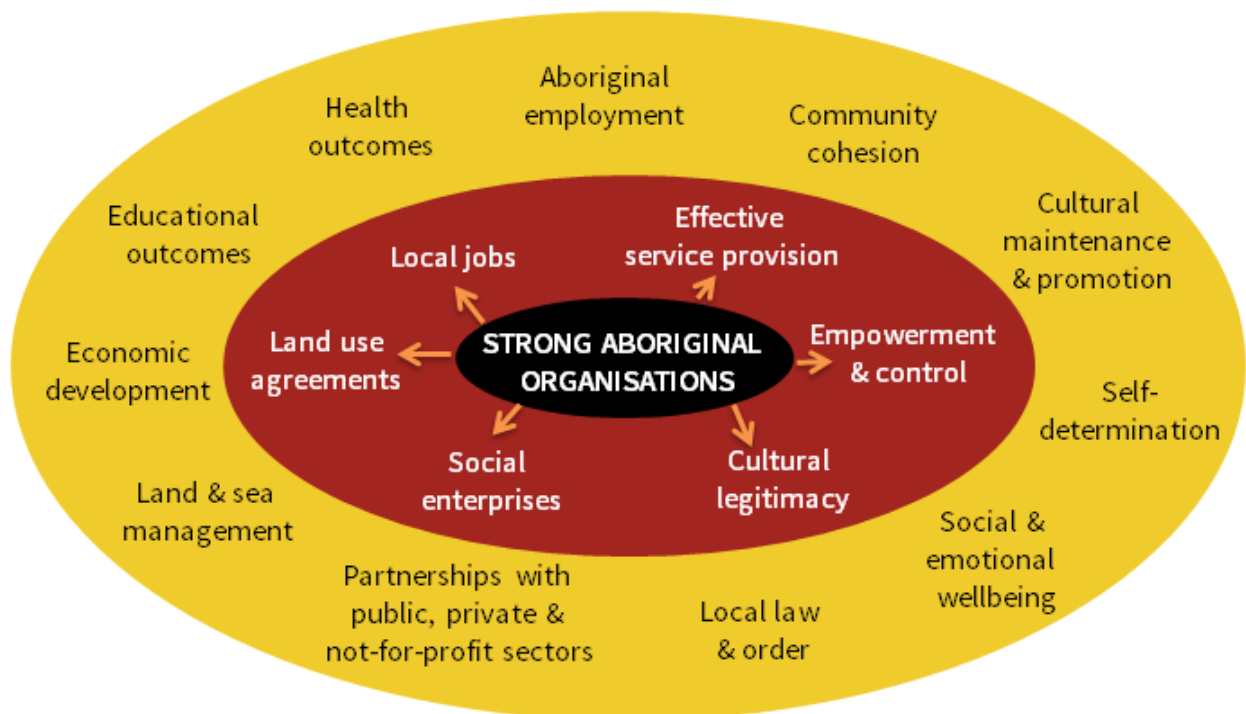 Aboriginal
employment
Health
outcomes
Community
cohesion
Educational
outcomes
Cultural
maintenance
& promotion
Effective
service provision
Local jobs
STRONG ABORIGINAL
ORGANISATIONS
Land use
agreements
Empowerment
& control
Economic
development
Self-
determination
Social
enterprises
Cultural
legitimacy
Land & sea
management
Social &
emotional
wellbeing
Partnerships with
public, private &
not-for-profit sectors
Local law
& order